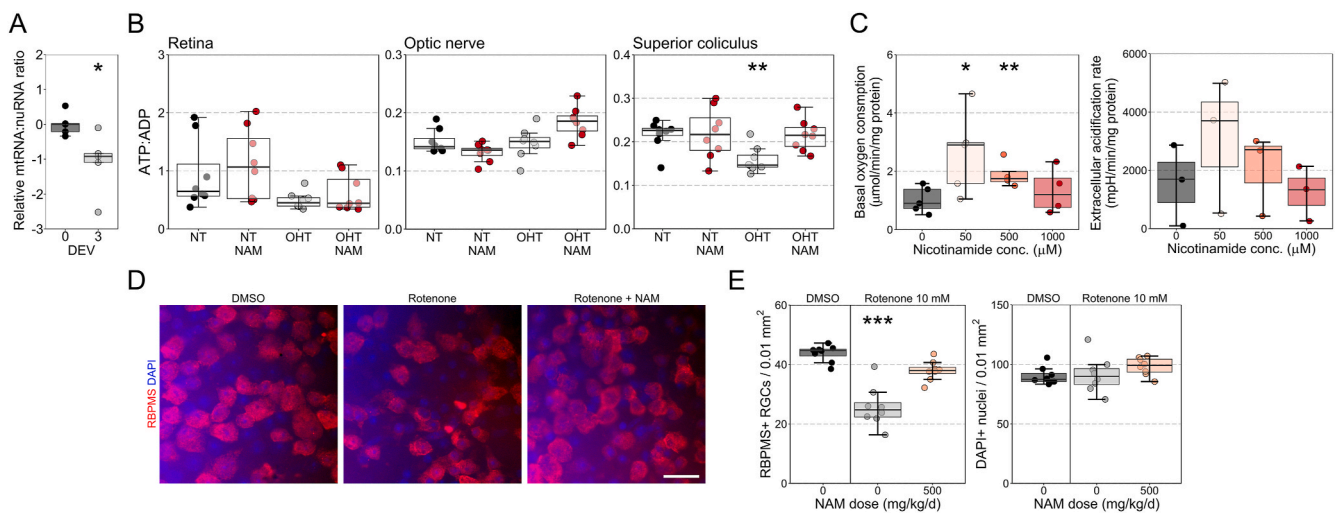 A
Relative mtRNA:nuRNA ratio
2
1
0
-1
-2
-3
*
0
3
DEV
B
ATP:ADP
Retina
3
2
1
0
NT
NT
NAM
OHT
OHT
NAM
Optic nerve
0.3
0.2
0.1
0
NT
NT
NAM
OHT
OHT
NAM
Superior coliculus
0.4
0.3
0.2
0.1
0
**
NT
NT
NAM
OHT
OHT
NAM
C
Basal oxygen consmption
(μmol/min/mg protein)
6
4
2
0
*
**
0
50
500
1000
Nicotinamide conc. (μM)
Extracellular acidification rate
(mpH/min/mg protein)
6000
4000
2000
0
0
50
500
1000
Nicotinamide conc. (μM)
D
DMSO
Rotenone
Rotenone + NAM
RBPMS DAPI
E
RBPMS+ RGCs / 0.01 mm²
DMSO
Rotenone 10 mM
60
40
20
0
***
0
0
500
NAM dose (mg/kg/d)
DAPI+ nuclei / 0.01 mm²
DMSO
Rotenone 10 mM
150
100
50
0
0
0
500
NAM dose (mg/kg/d)